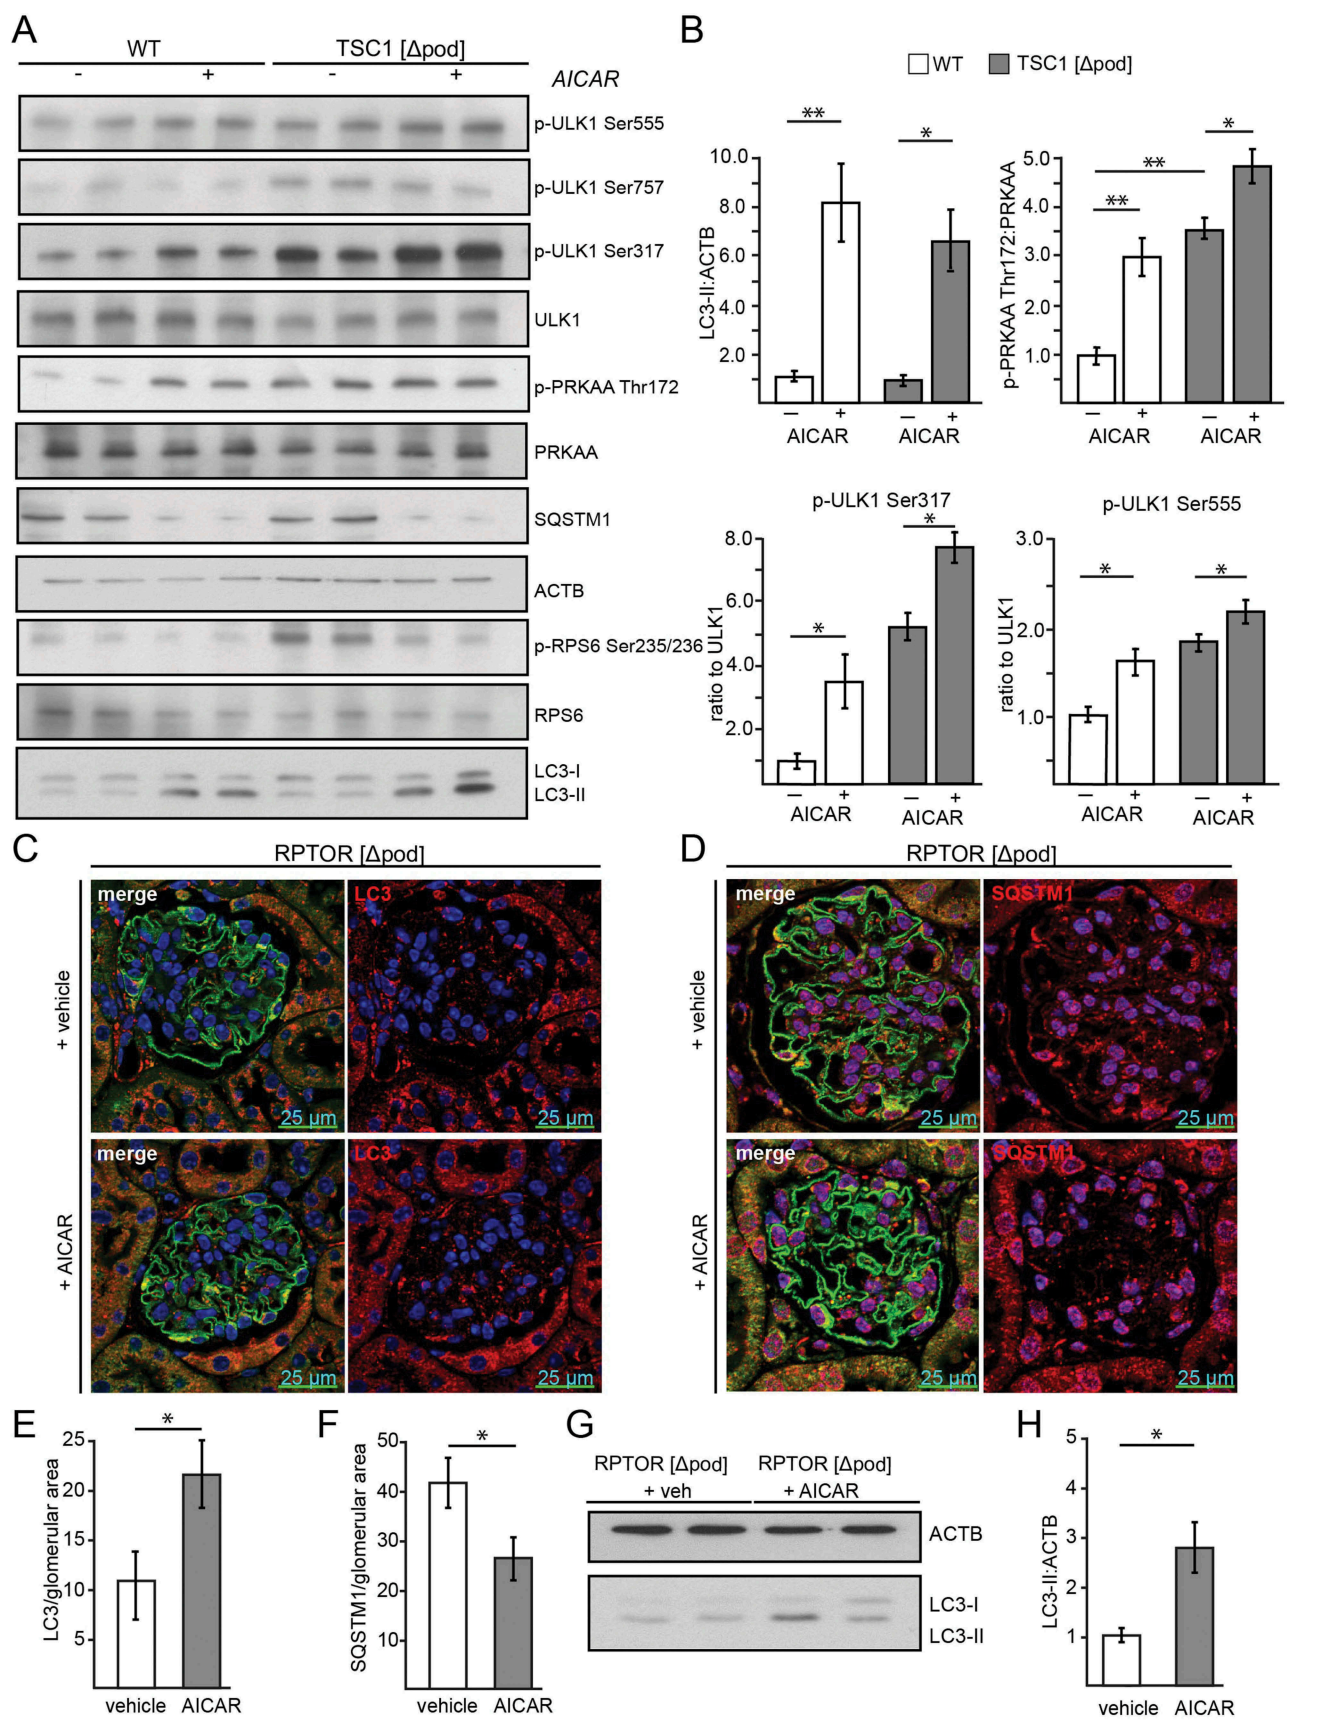 A
WT TSC1 [Δpod]
- + - + AICAR
p-ULK1 Ser555
p-ULK1 Ser757
p-ULK1 Ser317
ULK1
p-PRKAA Thr172
PRKAA
SQSTM1
ACTB
p-RPS6 Ser235/236
RPS6
LC3-I
LC3-II
B
WT TSC1 [Δpod]
LC3-II:ACTB
10.0
8.0
6.0
4.0
2.0
** *
– + – +
AICAR AICAR
p-PRKAA Thr172:PRKAA
5.0
4.0
3.0
2.0
1.0
** ** *
– + – +
AICAR AICAR
p-ULK1 Ser317
ratio to ULK1
8.0
6.0
4.0
2.0
* *
– + – +
AICAR AICAR
p-ULK1 Ser555
ratio to ULK1
3.0
2.0
1.0
* *
– + – +
AICAR AICAR
C
RPTOR [Δpod]
+ vehicle
merge LC3
25 µm 25 µm
+ AICAR
merge LC3
25 µm 25 µm
D
RPTOR [Δpod]
+ vehicle
merge SQSTM1
25 µm 25 µm
+ AICAR
merge SQSTM1
25 µm 25 µm
E
LC3/glomerular area
25
20
15
10
5
*
vehicle AICAR
F
SQSTM1/glomerular area
50
40
30
20
10
*
vehicle AICAR
G
RPTOR [Δpod] RPTOR [Δpod]
+ veh + AICAR
ACTB
LC3-I
LC3-II
H
LC3-II:ACTB
5
4
3
2
1
*
vehicle AICAR